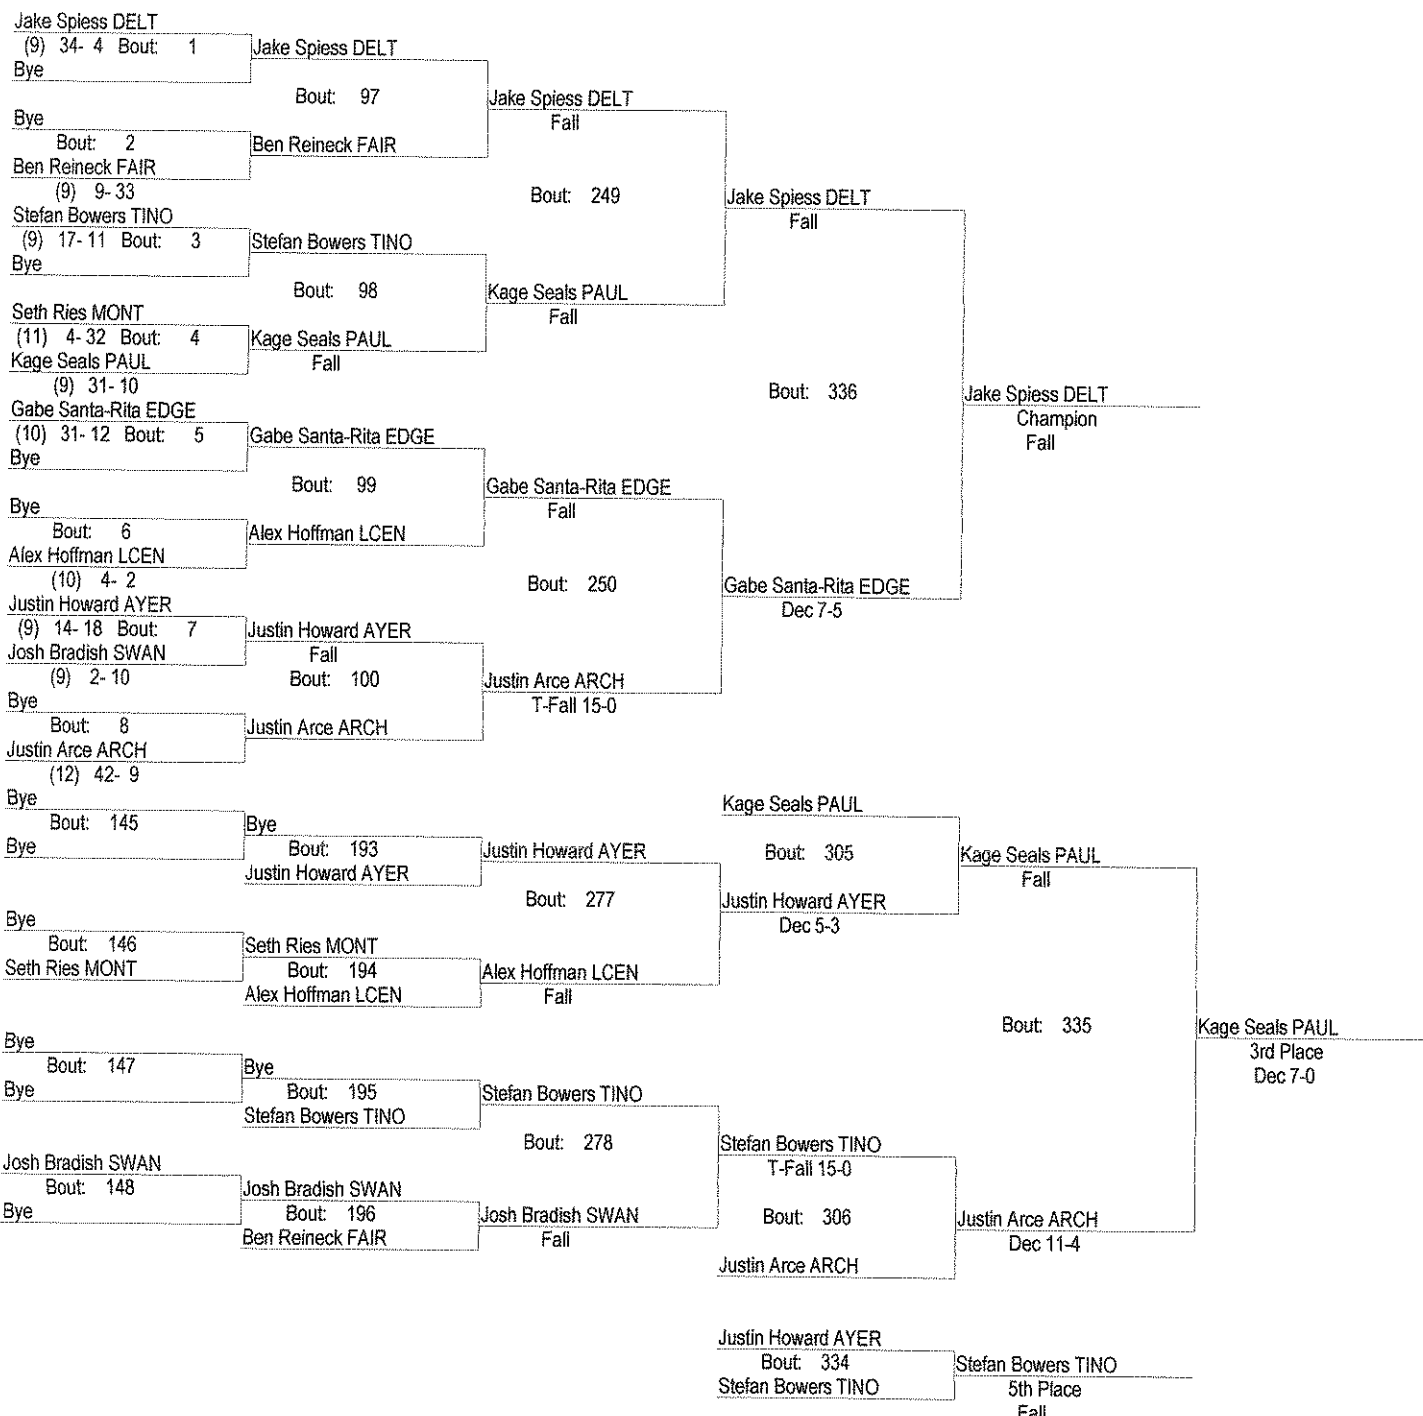 Jake Spiess DELT
(9) 34- 4 Bout: 1
Bye
Jake Spiess DELT
Bout: 97
Bye
Bout: 2
Ben Reineck FAIR
(9) 9- 33
Ben Reineck FAIR
Jake Spiess DELT
Fall
Stefan Bowers TINO
(9) 17- 11 Bout: 3
Bye
Stefan Bowers TINO
Bout: 98
Seth Ries MONT
(11) 4- 32 Bout: 4
Kage Seals PAUL
(9) 31- 10
Kage Seals PAUL
Fall
Kage Seals PAUL
Fall
Bout: 249
Jake Spiess DELT
Fall
Gabe Santa-Rita EDGE
(10) 31- 12 Bout: 5
Bye
Gabe Santa-Rita EDGE
Bout: 99
Bye
Bout: 6
Alex Hoffman LCEN
(10) 4- 2
Alex Hoffman LCEN
Gabe Santa-Rita EDGE
Fall
Justin Howard AYER
(9) 14- 18 Bout: 7
Josh Bradish SWAN
(9) 2- 10
Justin Howard AYER
Fall
Bout: 100
Bye
Bout: 8
Justin Arce ARCH
(12) 42- 9
Justin Arce ARCH
Justin Arce ARCH
T-Fall 15-0
Bout: 250
Gabe Santa-Rita EDGE
Dec 7-5
Bout: 336
Jake Spiess DELT
Champion
Fall
Bye
Bout: 145
Bye
Bye
Bout: 193
Justin Howard AYER
Justin Howard AYER
Bout: 277
Bye
Bout: 146
Seth Ries MONT
Seth Ries MONT
Bout: 194
Alex Hoffman LCEN
Alex Hoffman LCEN
Fall
Kage Seals PAUL
Bout: 305
Justin Howard AYER
Dec 5-3
Kage Seals PAUL
Fall
Bye
Bout: 147
Bye
Bye
Bout: 195
Stefan Bowers TINO
Stefan Bowers TINO
Bout: 278
Josh Bradish SWAN
Bout: 148
Bye
Josh Bradish SWAN
Bout: 196
Ben Reineck FAIR
Josh Bradish SWAN
Fall
Stefan Bowers TINO
T-Fall 15-0
Bout: 306
Justin Arce ARCH
Justin Arce ARCH
Dec 11-4
Bout: 335
Kage Seals PAUL
3rd Place
Dec 7-0
Justin Howard AYER
Bout: 334
Stefan Bowers TINO
Stefan Bowers TINO
5th Place
Fall